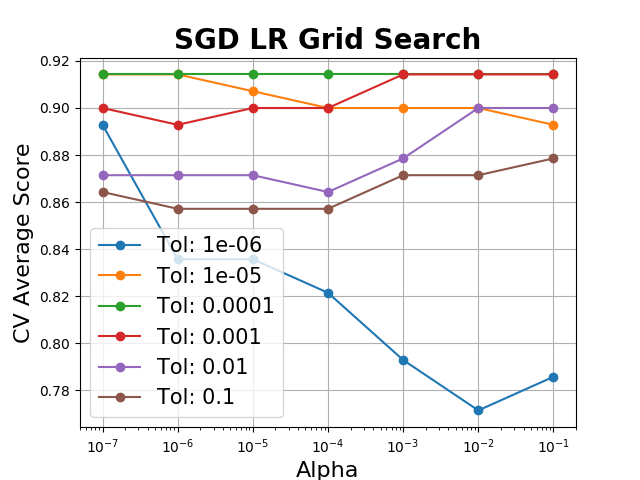 SGD LR Grid Search
CV Average Score
0.92
0.90
0.88
0.86
0.84
0.82
0.80
0.78
Tol: 1e-06
Tol: 1e-05
Tol: 0.0001
Tol: 0.001
Tol: 0.01
Tol: 0.1
10⁻⁷ 10⁻⁶ 10⁻⁵ 10⁻⁴ 10⁻³ 10⁻² 10⁻¹
Alpha